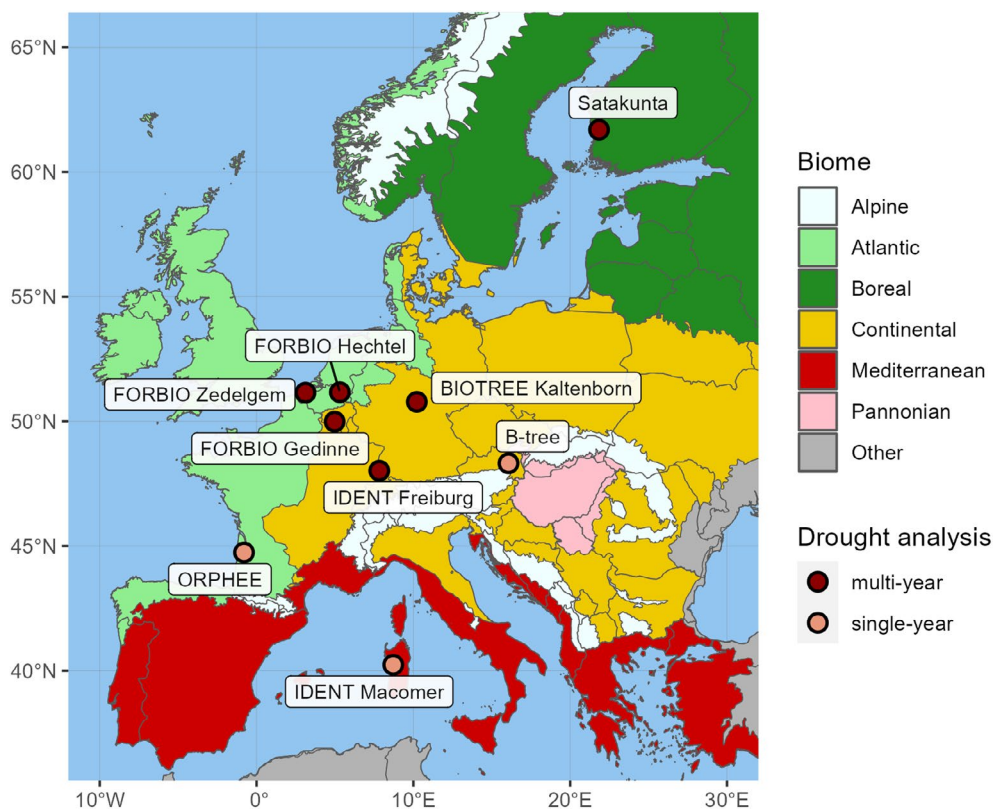 65°N
60°N
55°N
50°N
45°N
40°N
10°W
0°
10°E
20°E
30°E
Satakunta
FORBIO Hechtel
FORBIO Zedelgem
BIOTREE Kaltenborn
FORBIO Gedinne
B-tree
IDENT Freiburg
ORPHEE
IDENT Macomer
Biome
Alpine
Atlantic
Boreal
Continental
Mediterranean
Pannonian
Other
Drought analysis
multi-year
single-year